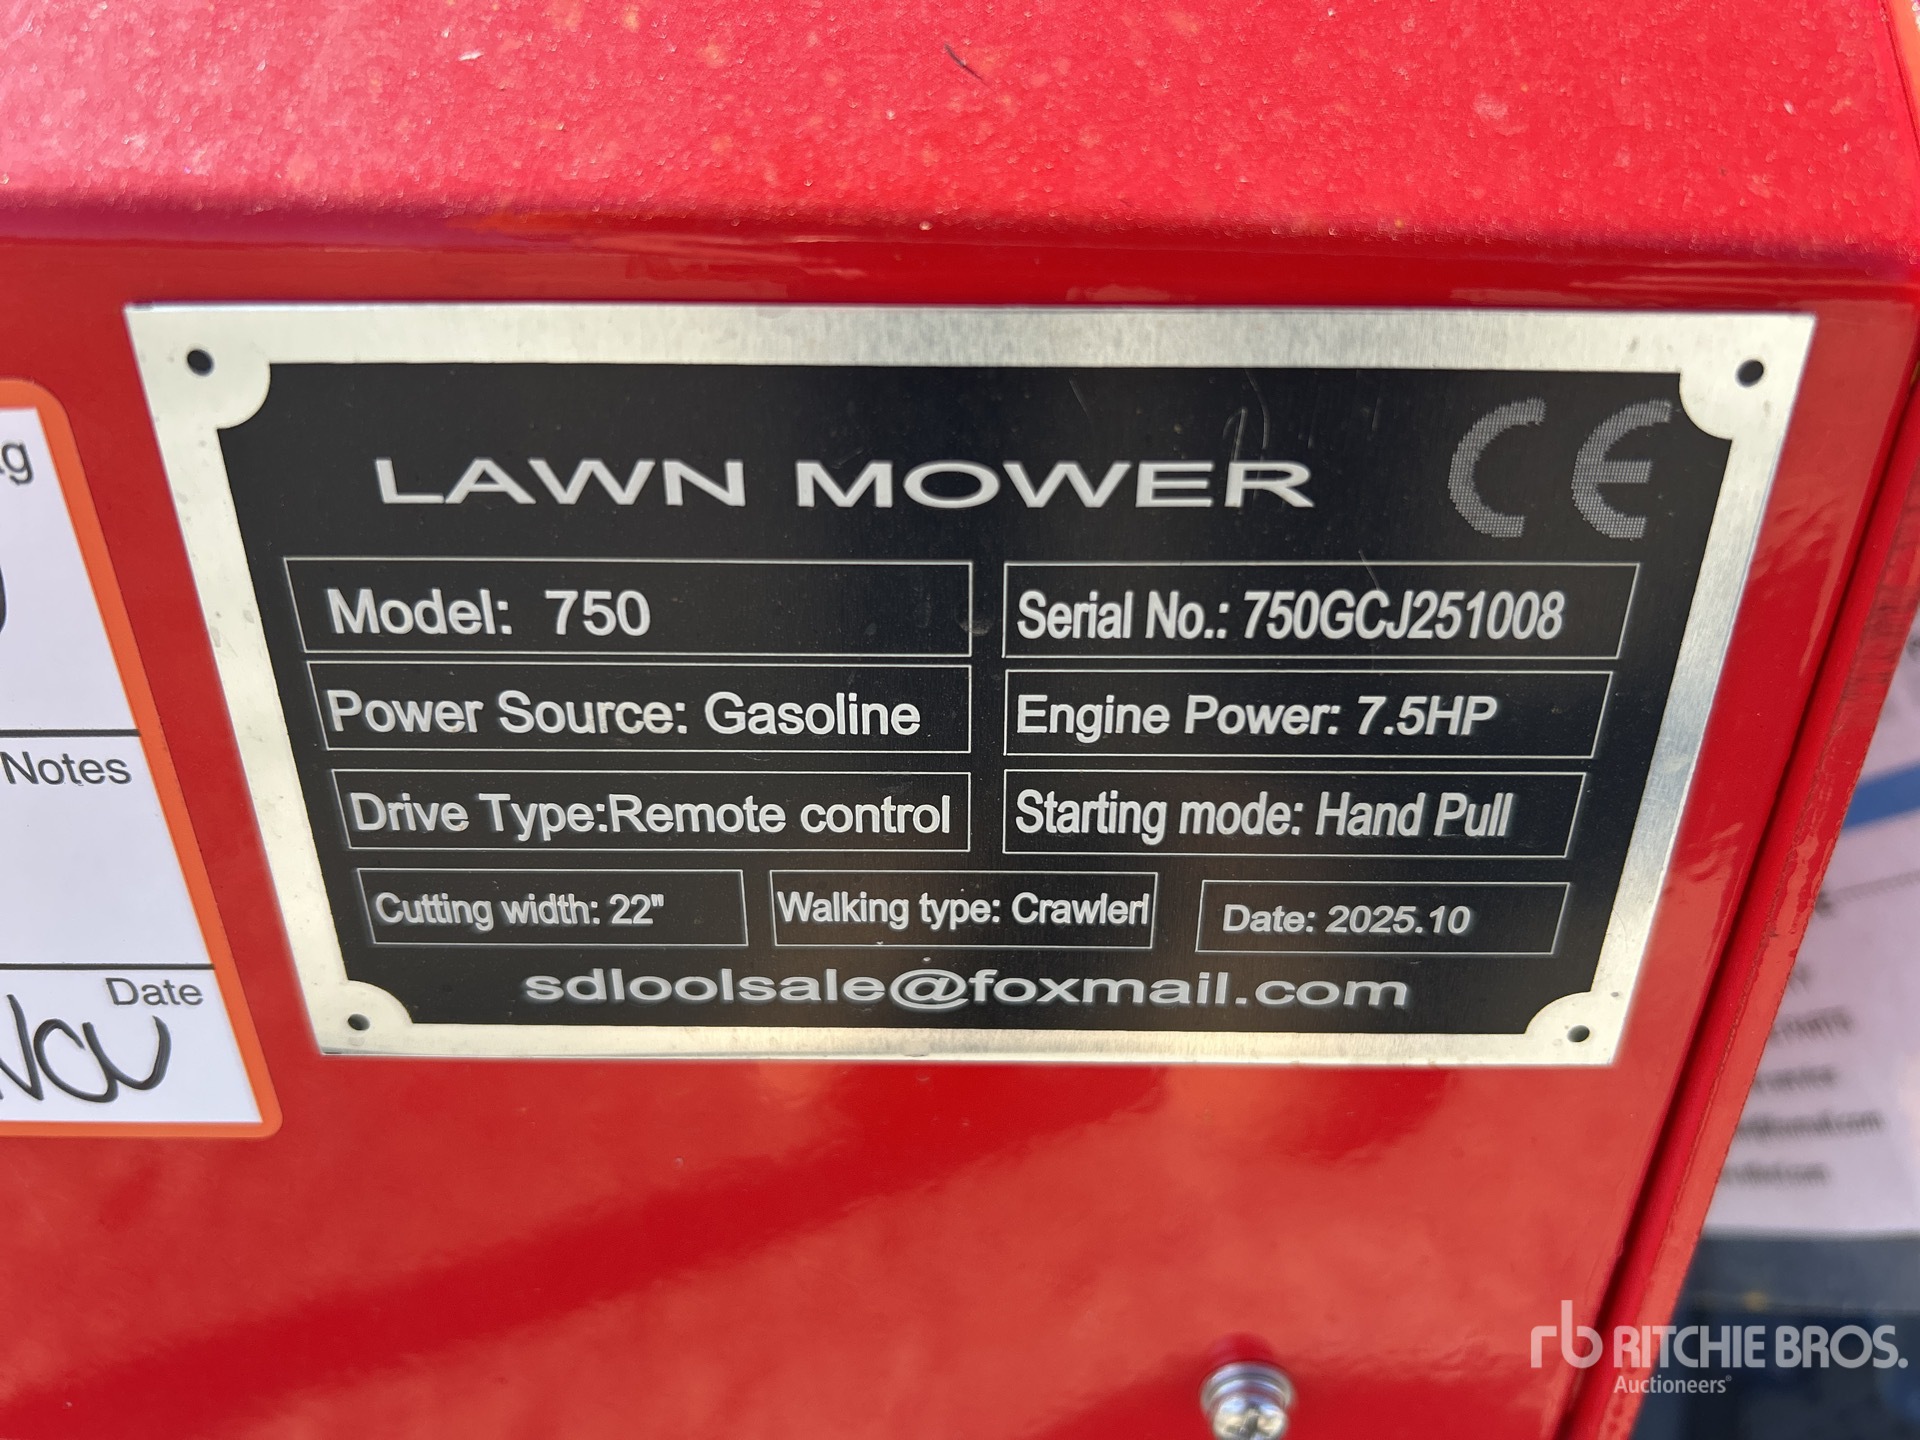 LAWN MOWER CE
Model: 750
Serial No.: 750GCJ251008
Power Source: Gasoline
Engine Power: 7.5HP
Drive Type:Remote control
Starting mode: Hand Pull
Cutting width: 22"
Walking type: Crawlerl
Date: 2025.10
sdloolsale@foxmail.com
Notes
Date
rb RITCHIE BROS.
Auctioneers